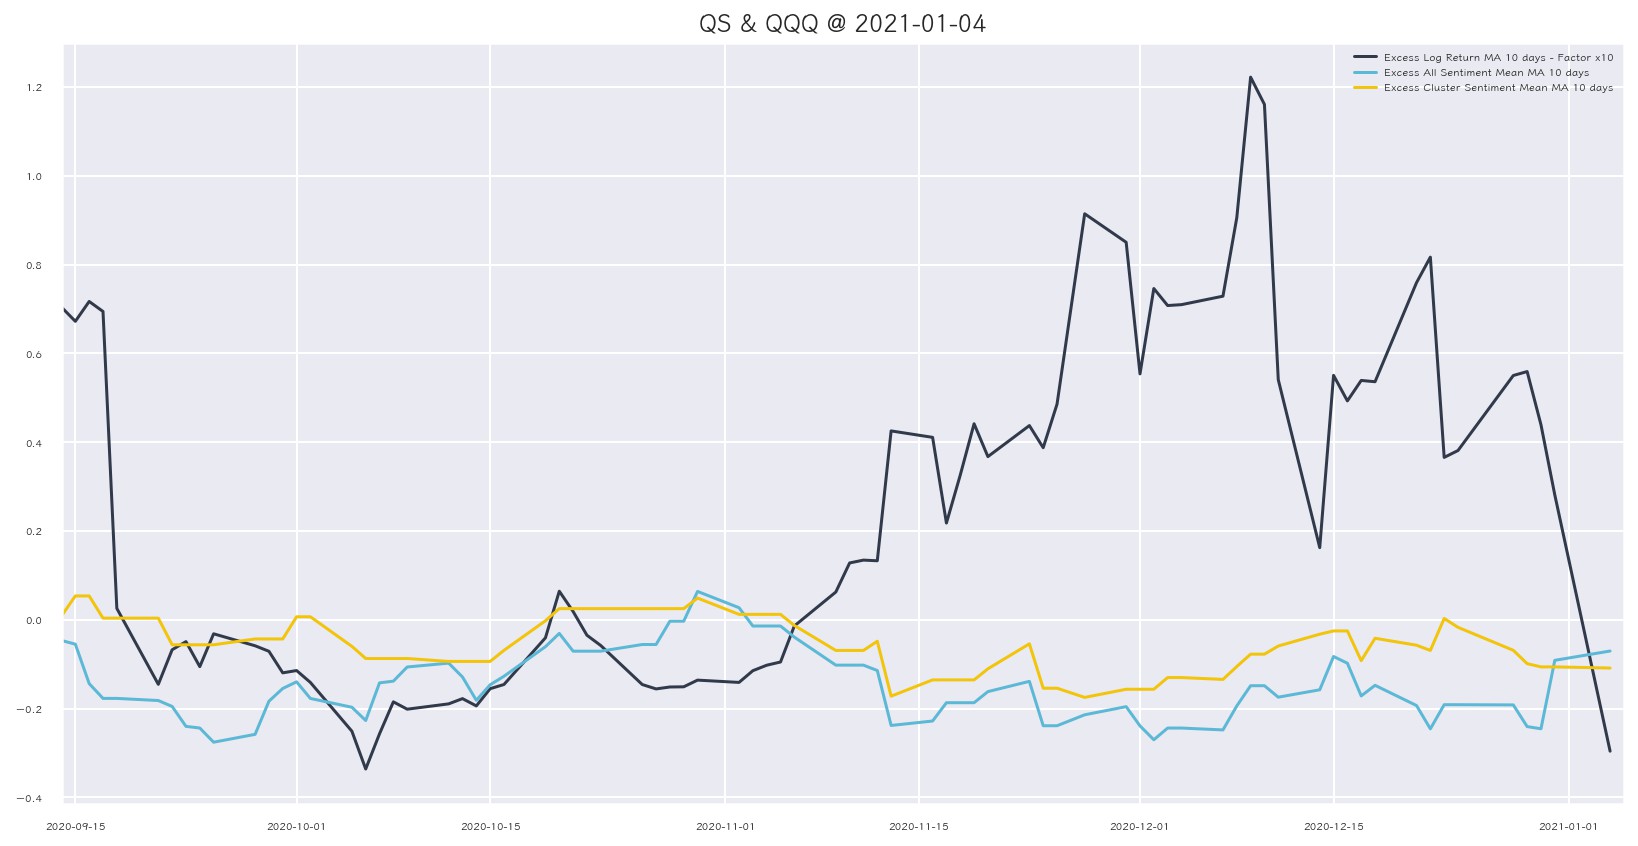 QS & QQQ @ 2021-01-04
Excess Log Return MA 10 days - Factor x10
Excess All Sentiment Mean MA 10 days
Excess Cluster Sentiment Mean MA 10 days
1.2
1.0
0.8
0.6
0.4
0.2
0.0
−0.2
−0.4
2020-09-15 2020-10-01 2020-10-15 2020-11-01 2020-11-15 2020-12-01 2020-12-15 2021-01-01